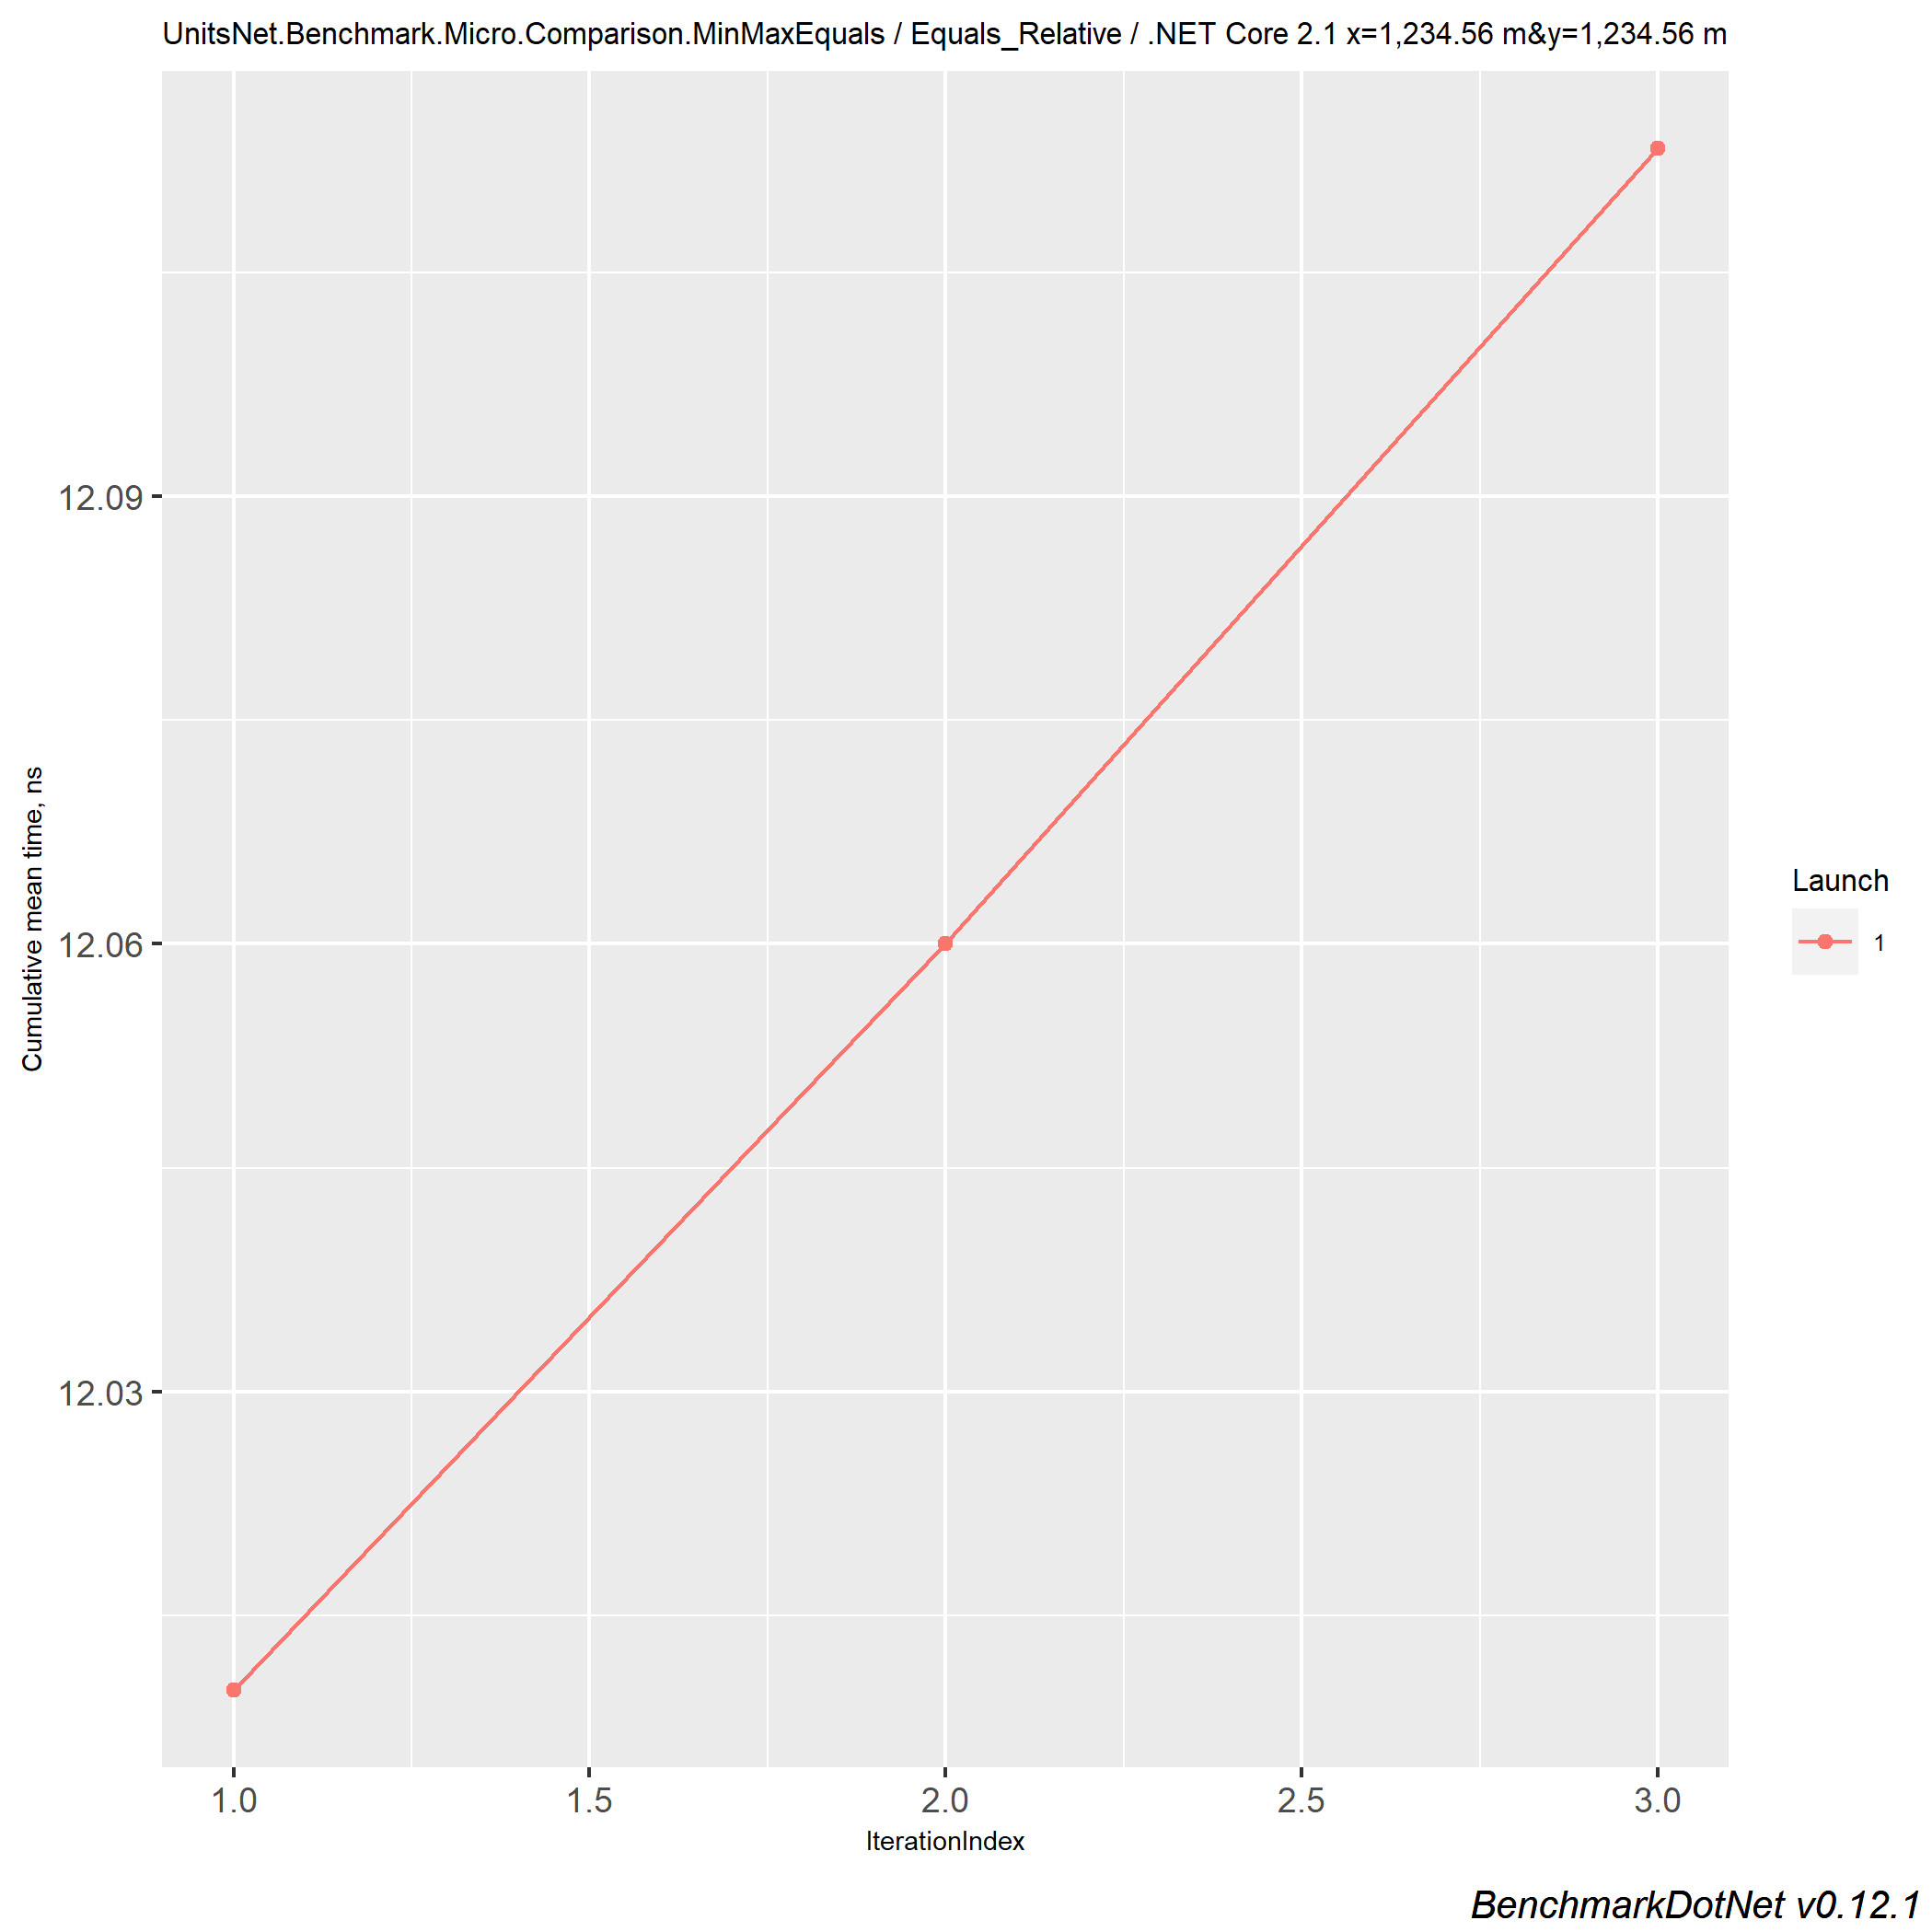 UnitsNet.Benchmark.Micro.Comparison.MinMaxEquals / Equals_Relative / .NET Core 2.1 x=1,234.56 m&y=1,234.56 m
12.09
12.06
12.03
Cumulative mean time, ns
1.0 1.5 2.0 2.5 3.0
IterationIndex
Launch
1
BenchmarkDotNet v0.12.1